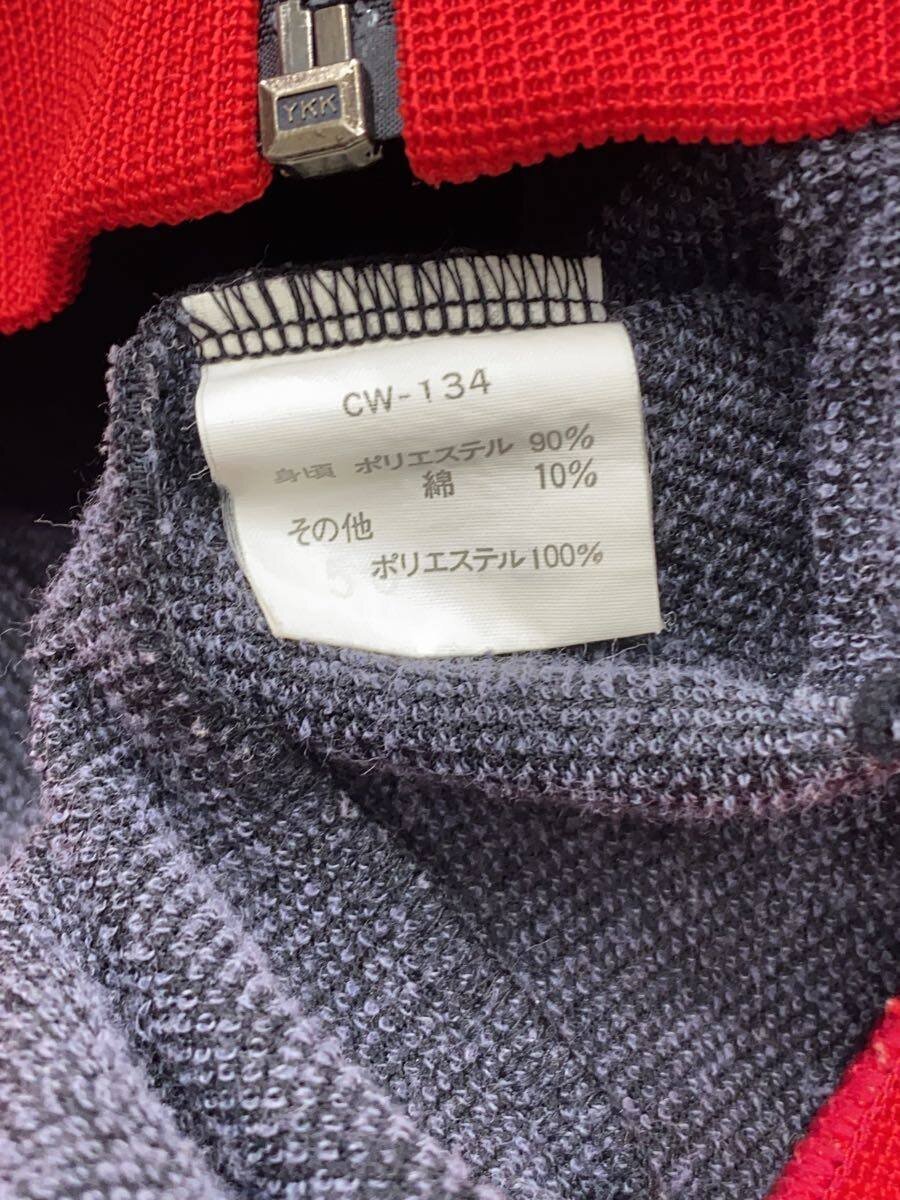 YKK
CW-134
身頃 ポリエステル 90%
綿 10%
その他
ポリエステル100%